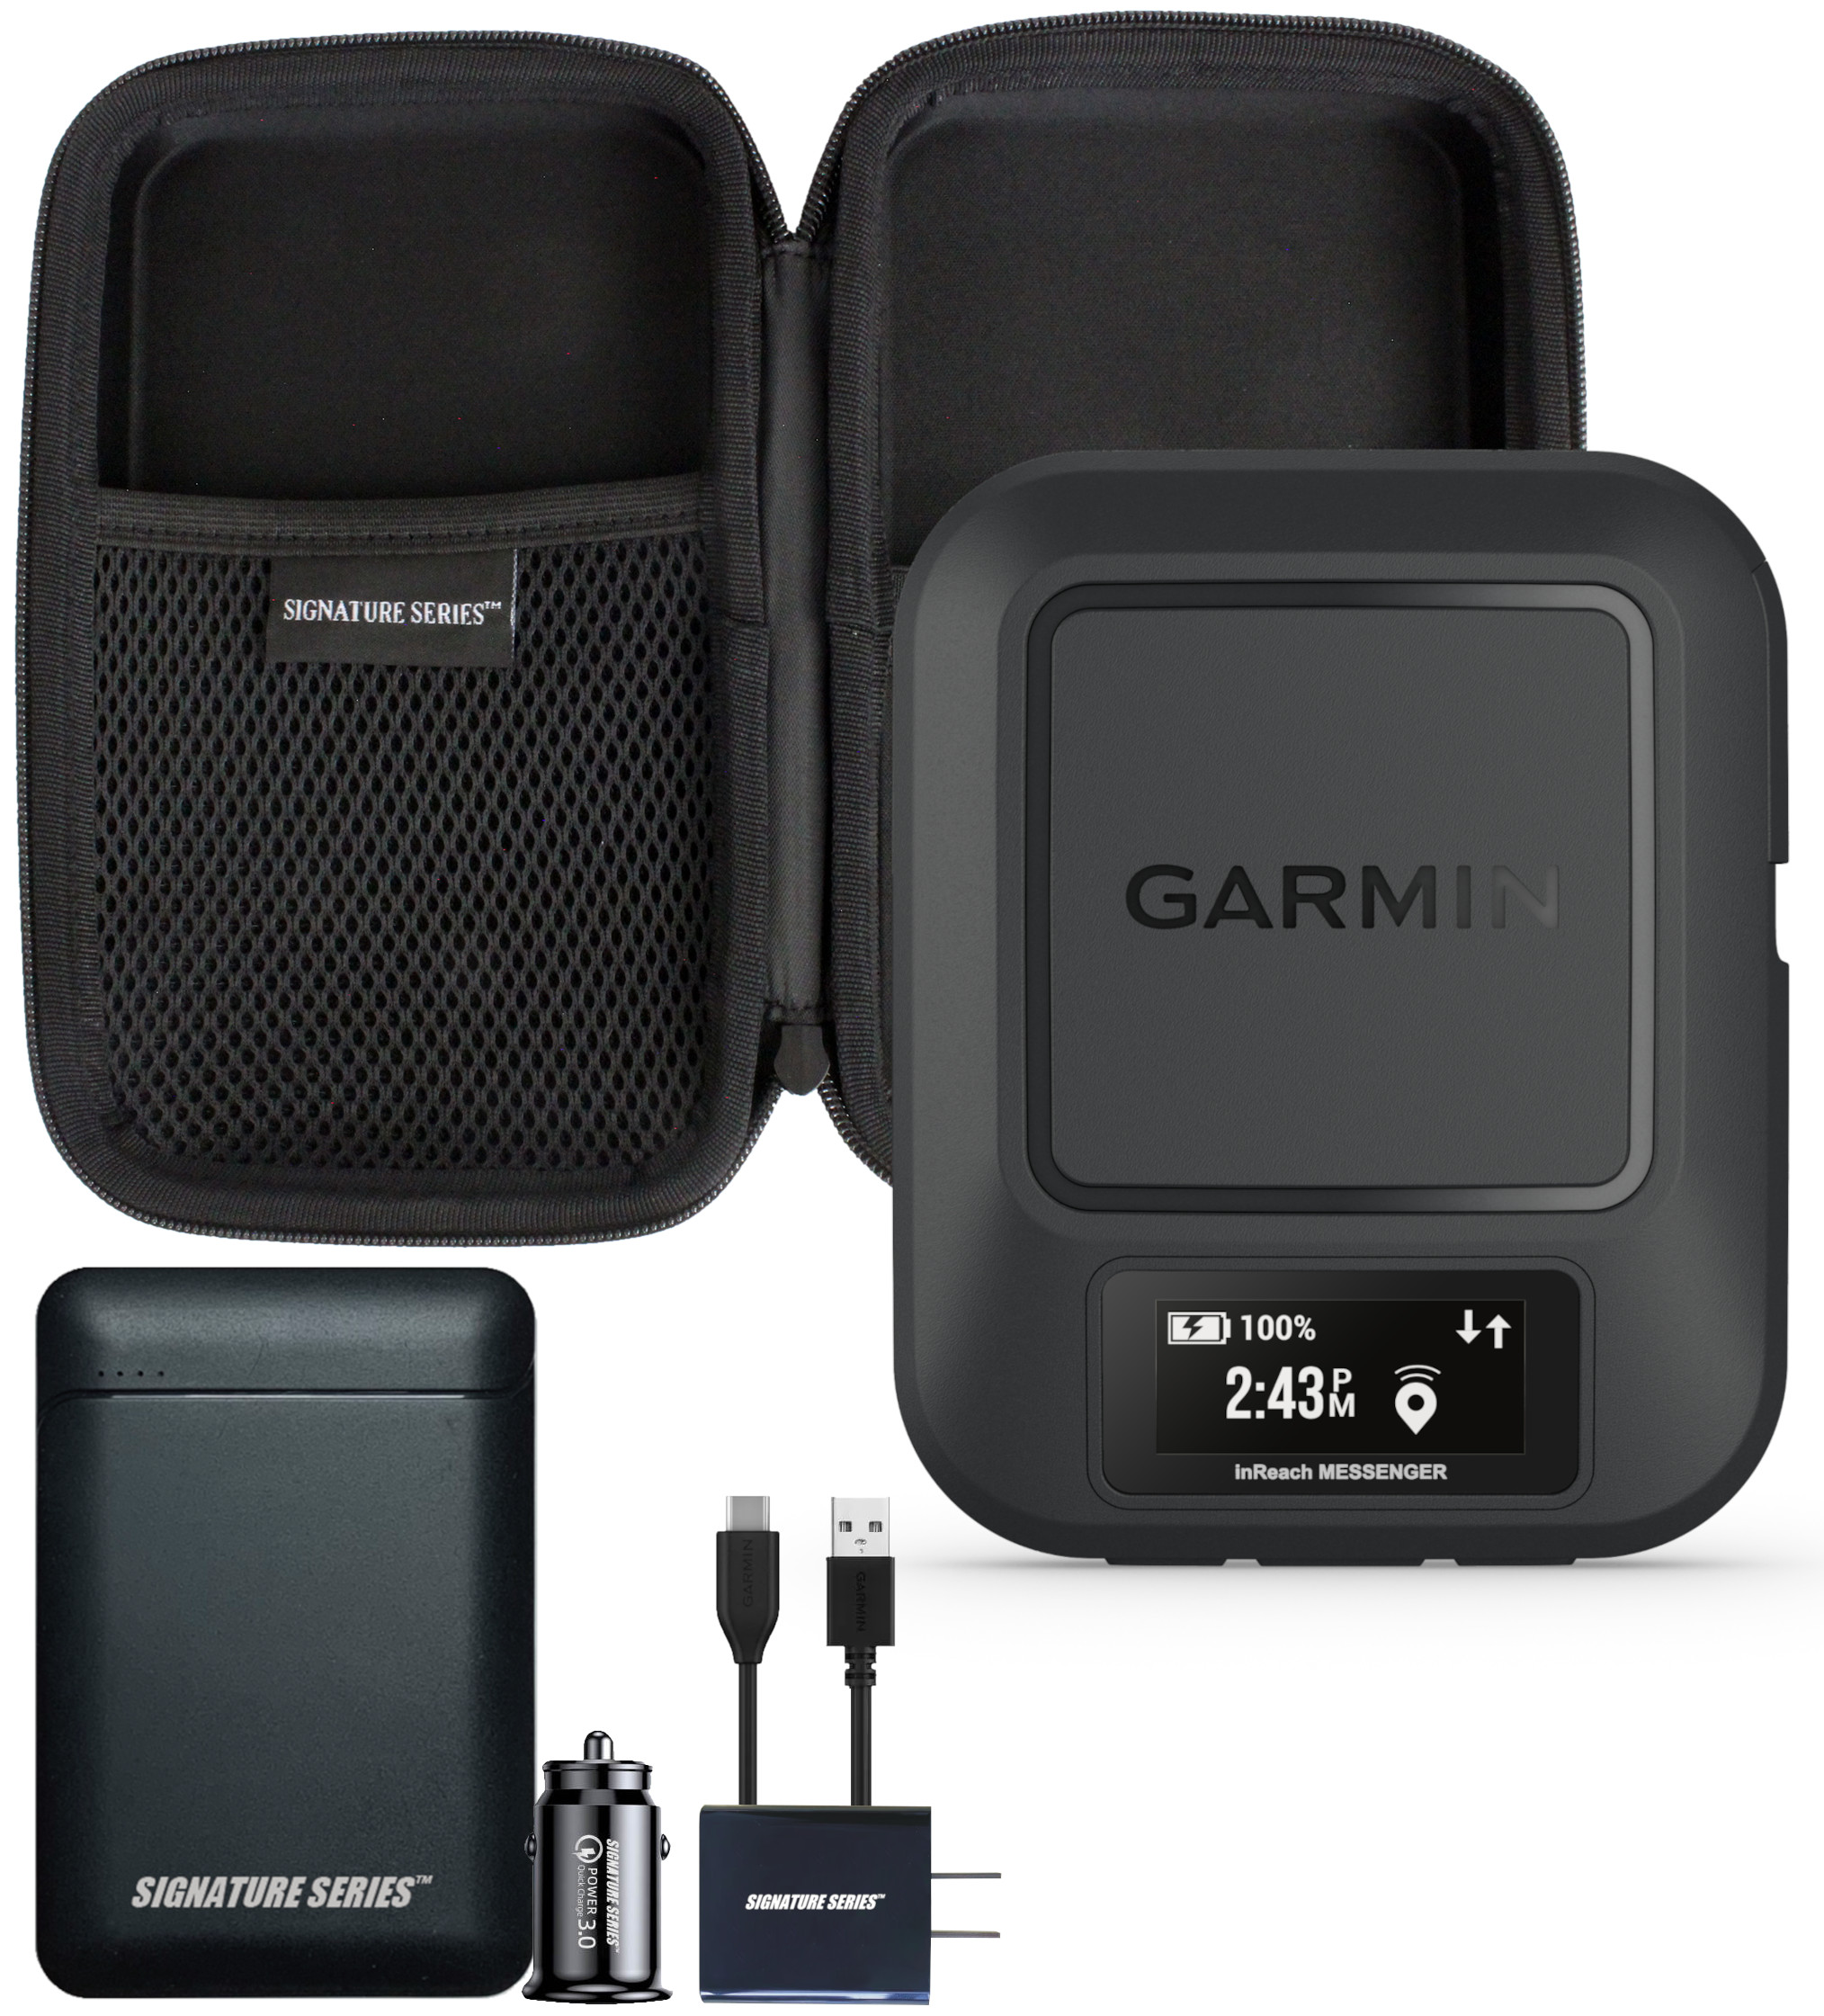 SIGNATURE SERIES™
GARMIN
100%
2:43 PM
inReach MESSENGER
GARMIN
GARMIN
SIGNATURE SERIES™
SIGNATURE SERIES™
POWER 3.0
Quick Charge
SIGNATURE SERIES™